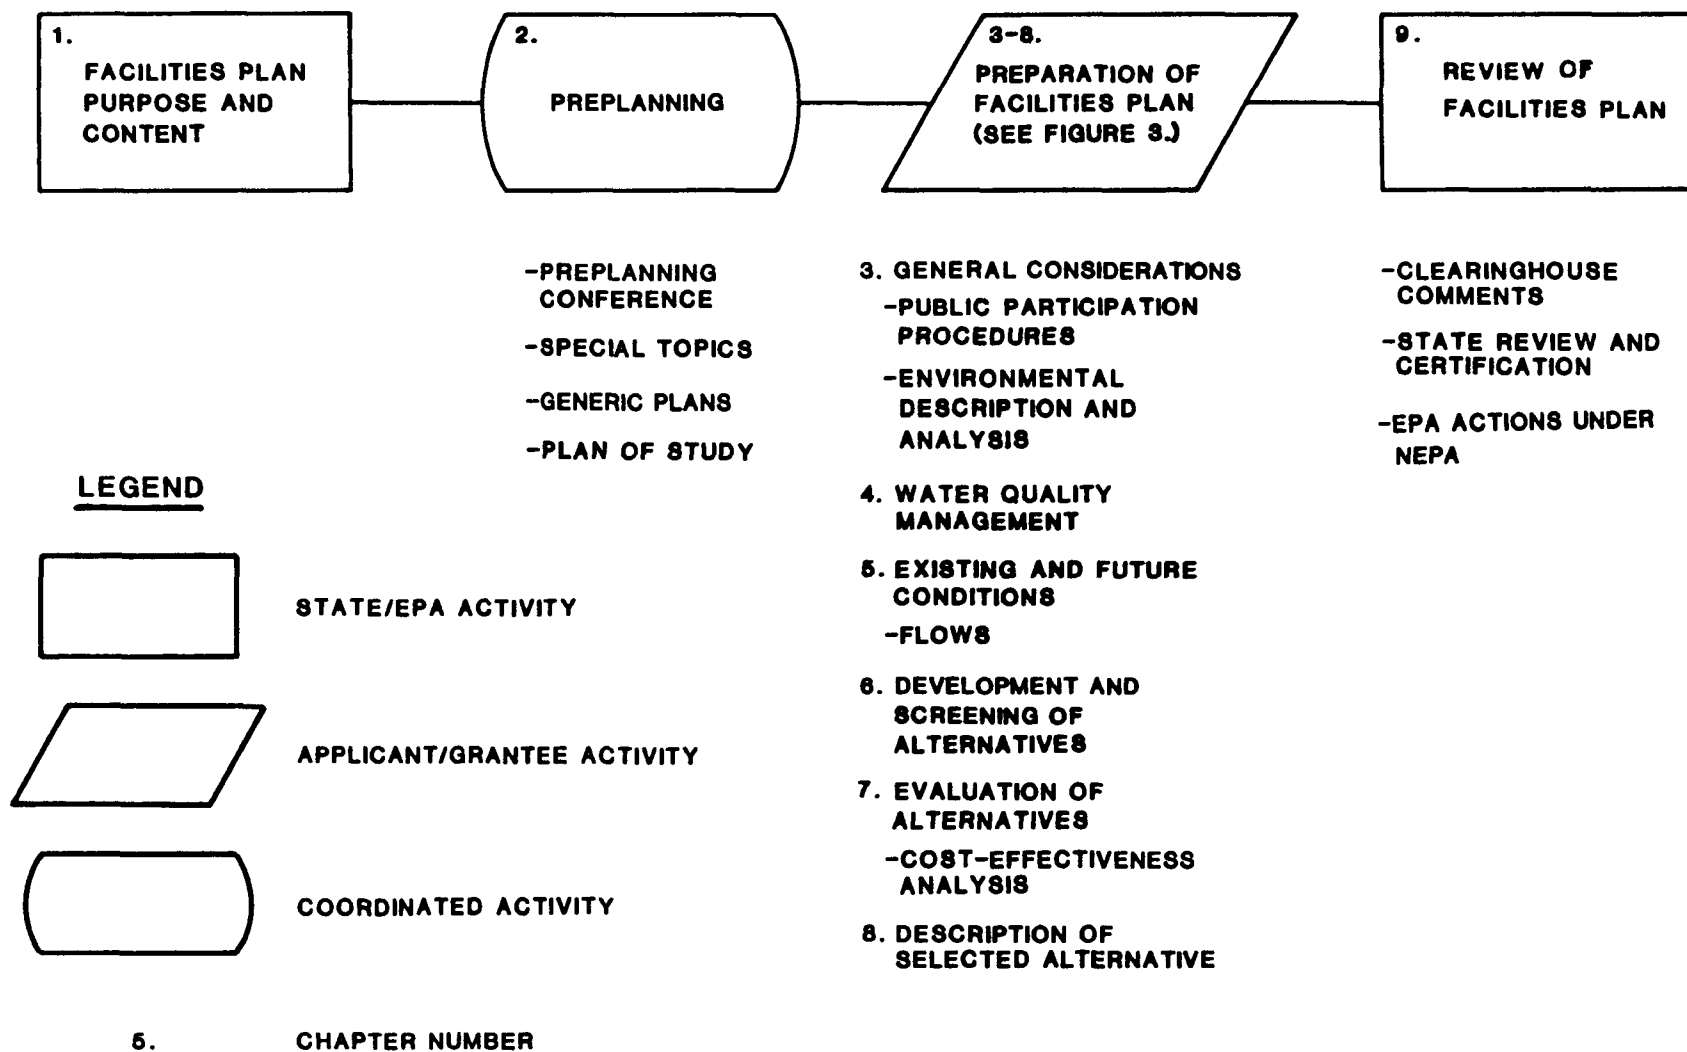 1.
FACILITIES PLAN
PURPOSE AND
CONTENT
2.
PREPLANNING
3-8.
PREPARATION OF
FACILITIES PLAN
(SEE FIGURE 3.)
9.
REVIEW OF
FACILITIES PLAN
-PREPLANNING
CONFERENCE
-SPECIAL TOPICS
-GENERIC PLANS
-PLAN OF STUDY
3. GENERAL CONSIDERATIONS
-PUBLIC PARTICIPATION
PROCEDURES
-ENVIRONMENTAL
DESCRIPTION AND
ANALYSIS
4. WATER QUALITY
MANAGEMENT
5. EXISTING AND FUTURE
CONDITIONS
-FLOWS
6. DEVELOPMENT AND
SCREENING OF
ALTERNATIVES
7. EVALUATION OF
ALTERNATIVES
-COST-EFFECTIVENESS
ANALYSIS
8. DESCRIPTION OF
SELECTED ALTERNATIVE
-CLEARINGHOUSE
COMMENTS
-STATE REVIEW AND
CERTIFICATION
-EPA ACTIONS UNDER
NEPA
LEGEND
STATE/EPA ACTIVITY
APPLICANT/GRANTEE ACTIVITY
COORDINATED ACTIVITY
5. CHAPTER NUMBER